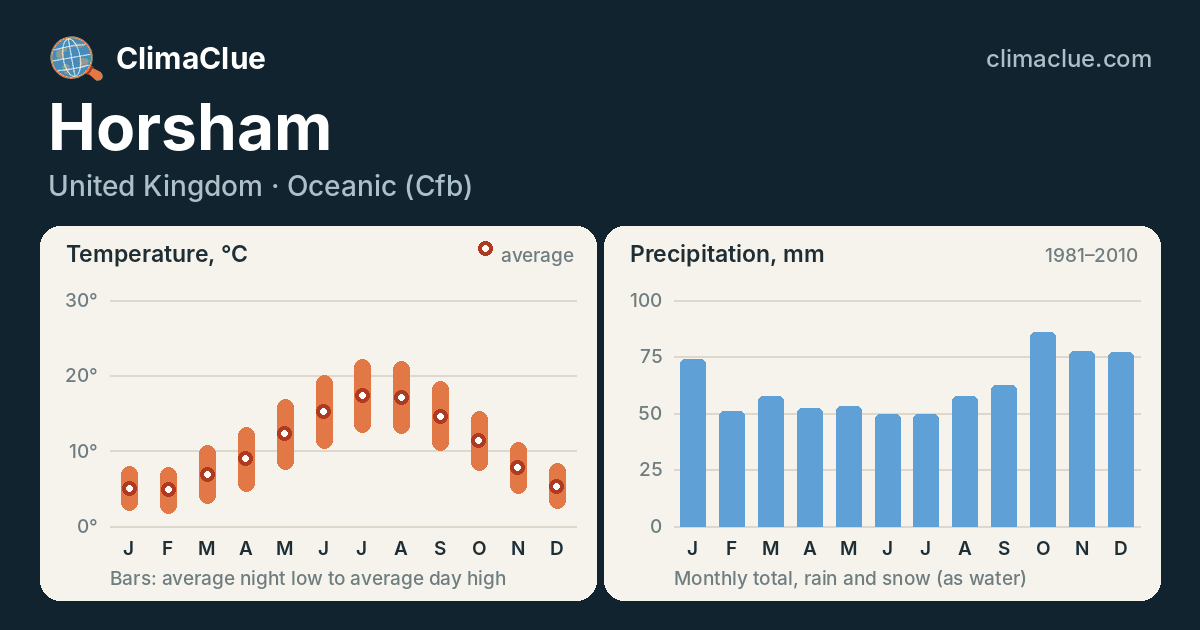 ClimaClue
climaclue.com
Horsham
United Kingdom · Oceanic (Cfb)
Temperature, °C
average
30°
20°
10°
0°
J F M A M J J A S O N D
Bars: average night low to average day high
Precipitation, mm
1981–2010
100
75
50
25
0
J F M A M J J A S O N D
Monthly total, rain and snow (as water)